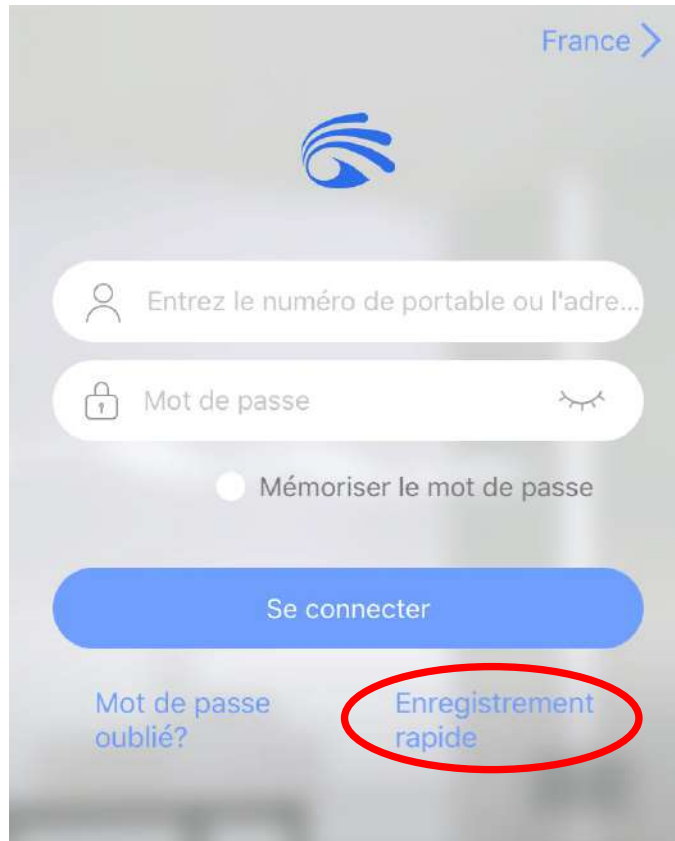 France
Entrez le numéro de portable ou l'adre...
Mot de passe
Mémoriser le mot de passe
Se connecter
Mot de passe
oublié?
Enregistrement
rapide